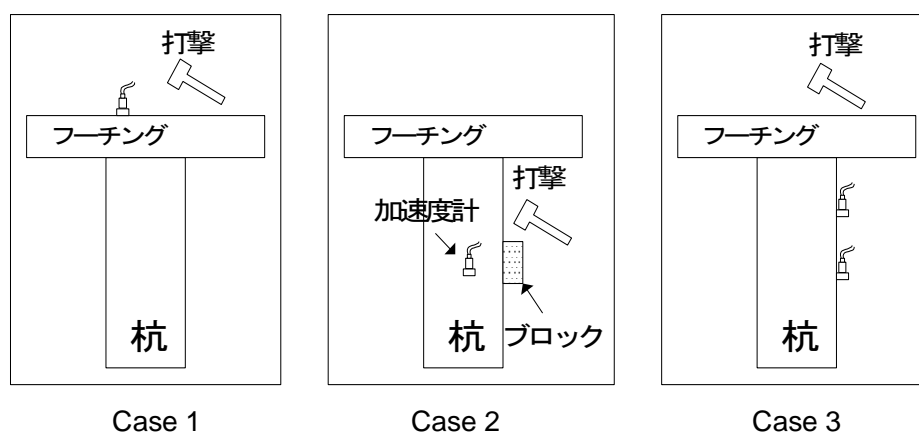 打撃
フーチング
杭
Case 1
フーチング
打撃
加速度計
杭
ブロック
Case 2
打撃
フーチング
杭
Case 3